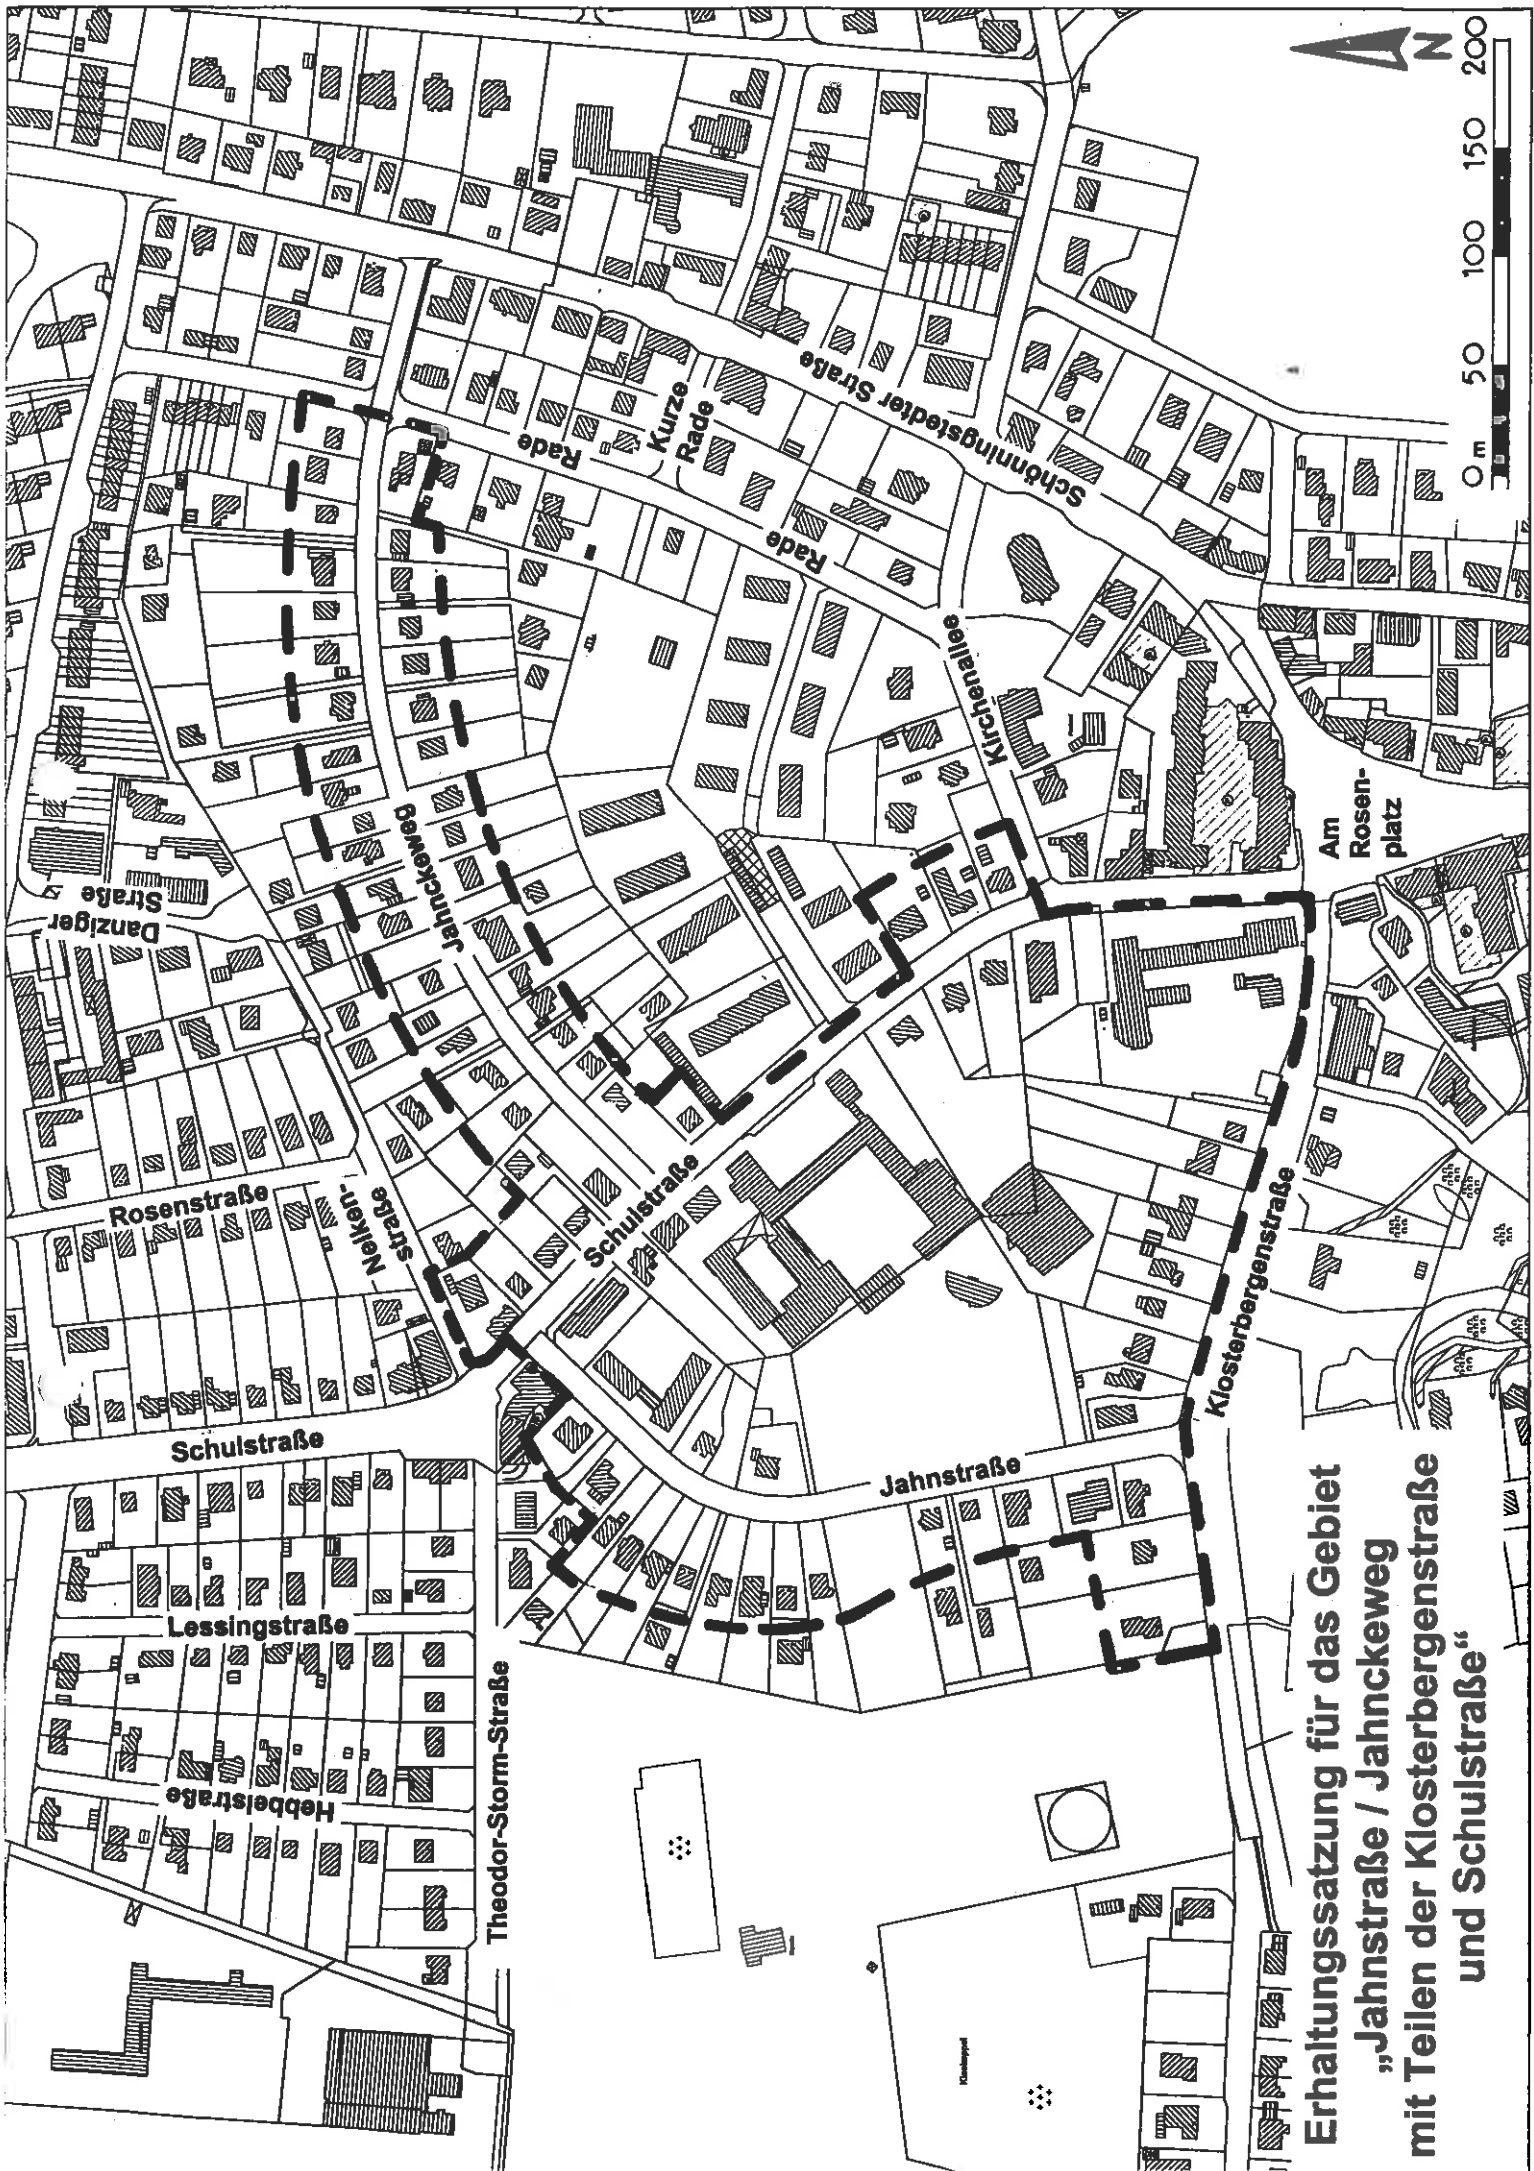 Erhaltungssatzung für das Gebiet
„Jahnstraße / Jahnckeweg
mit Teilen der Klosterbergenstraße
und Schulstraße“
Hebbelstraße
Lessingstraße
Schulstraße
Rosenstraße
Danziger
Straße
Nelken-
straße
Theodor-Storm-Straße
Schulstraße
Jahnckeweg
Jahnstraße
Rade
Kurze
Rade
Rade
Schönningstedter Straße
Kirchenallee
Am
Rosen-
platz
Klosterbergenstraße
N
0 m 50 100 150 200